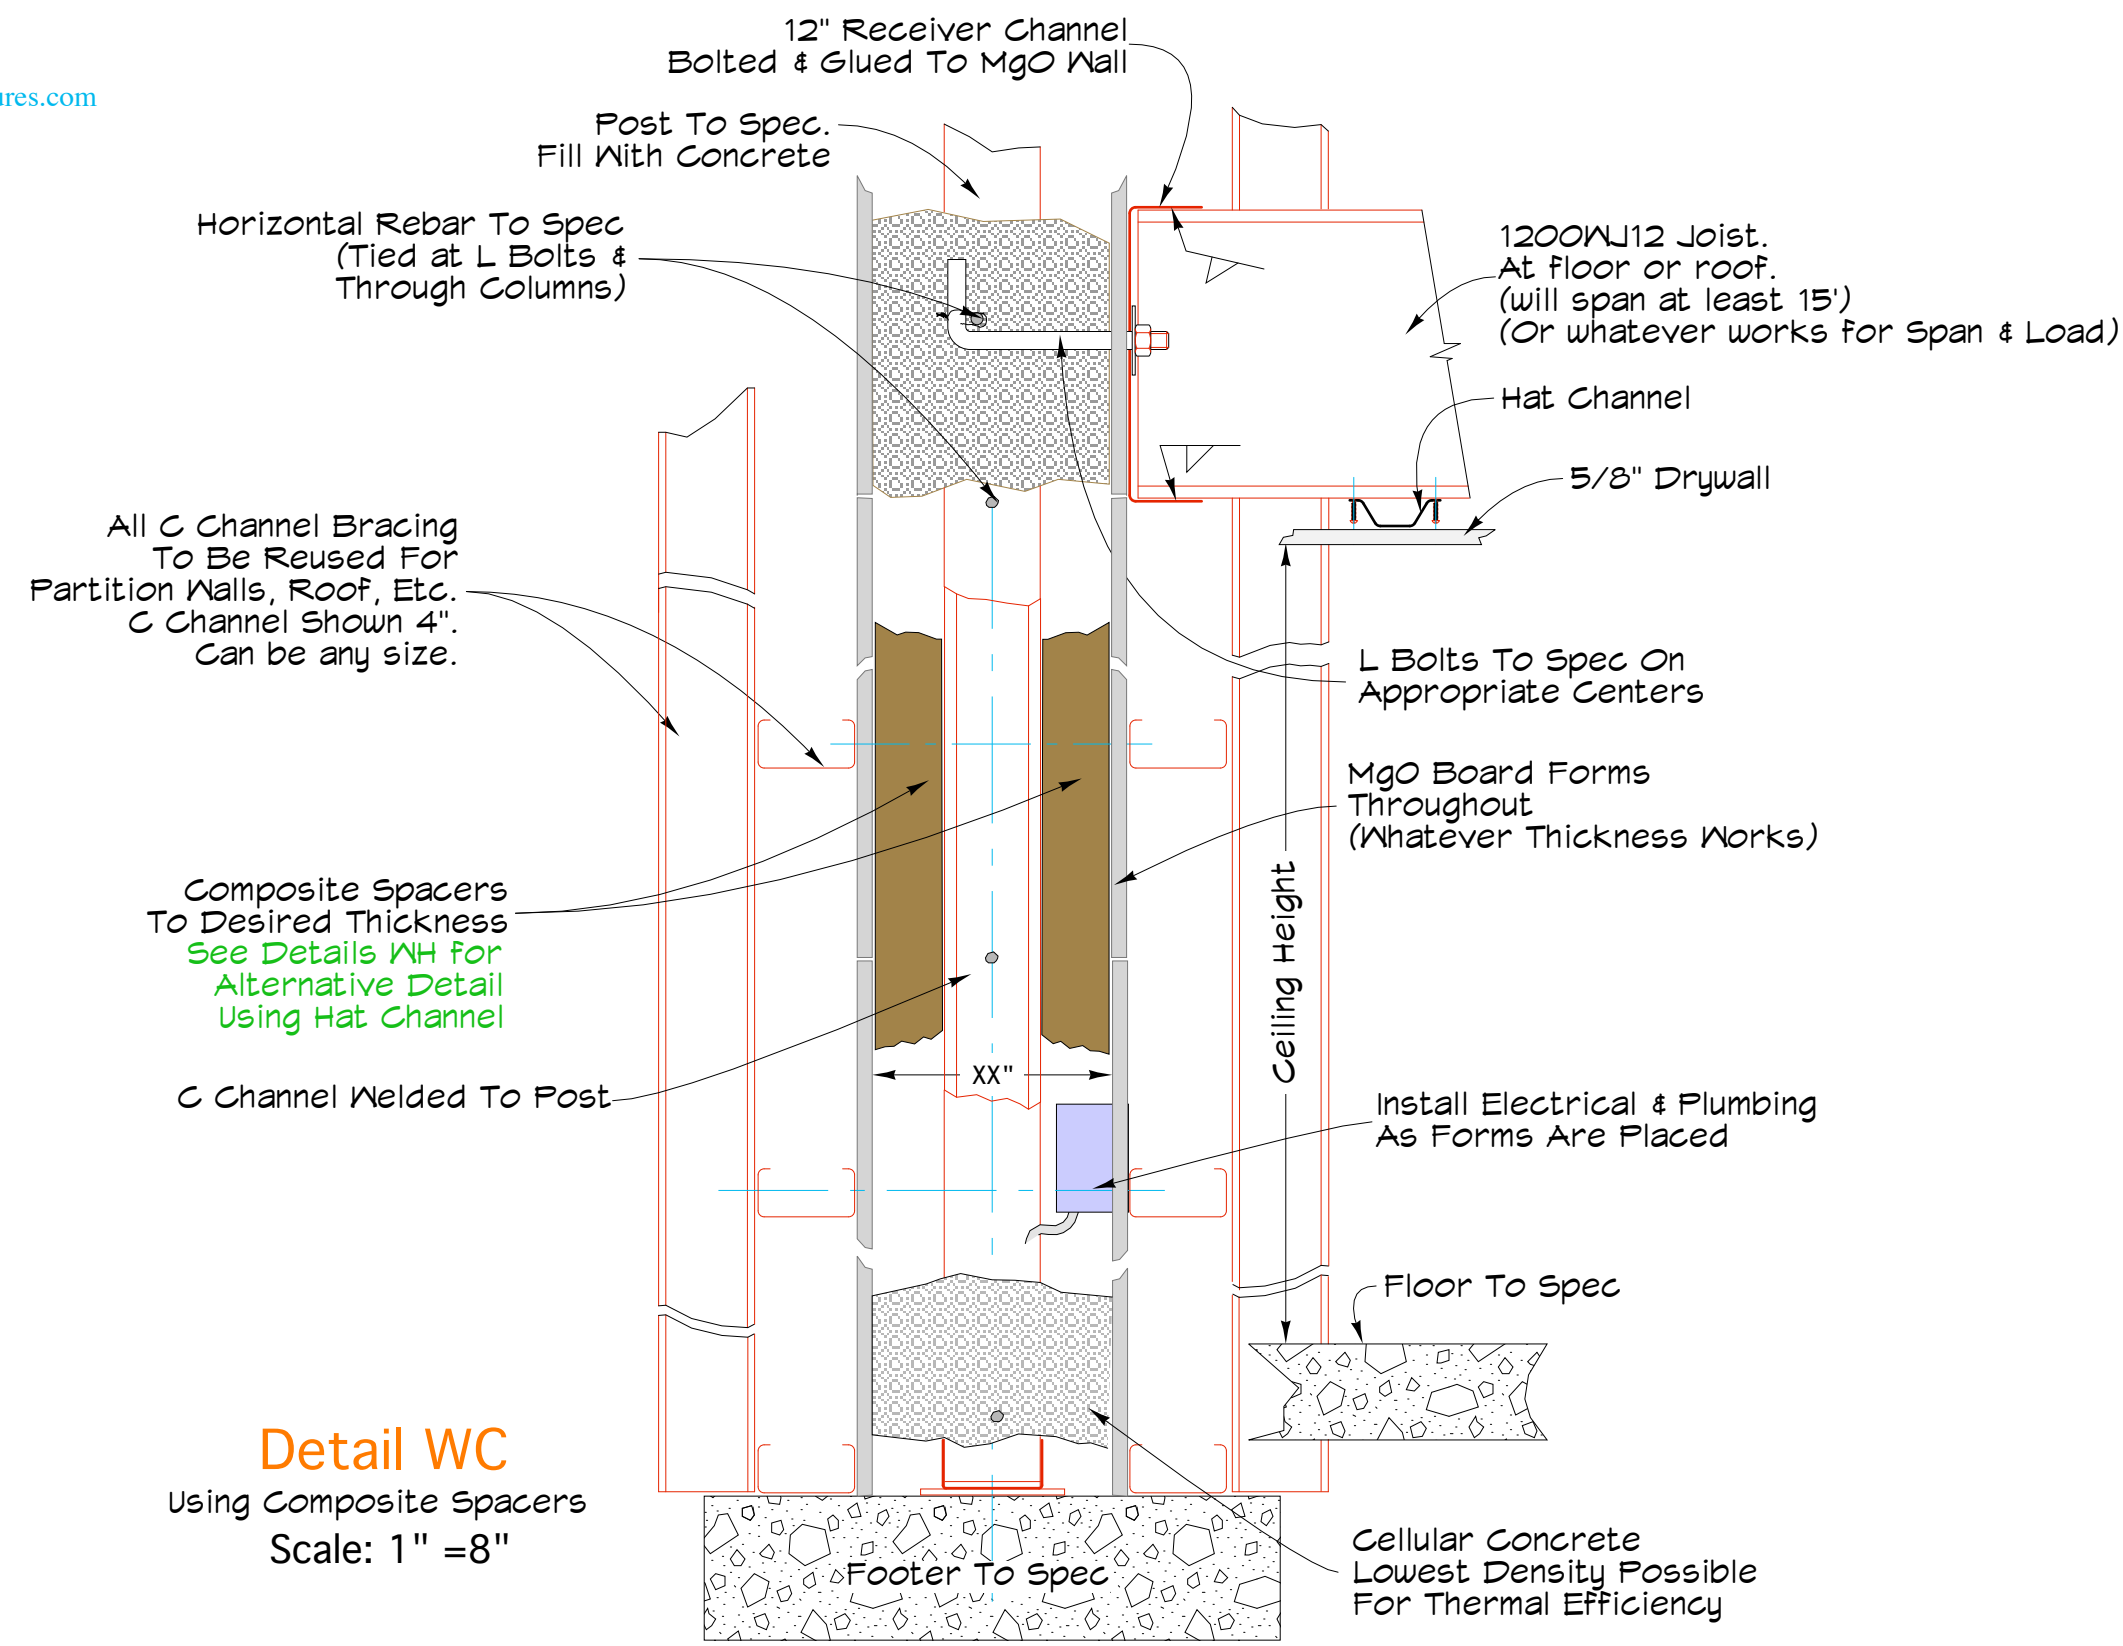 ures.com
12" Receiver Channel
Bolted & Glued To MgO Wall
Post To Spec.
Fill With Concrete
Horizontal Rebar To Spec
(Tied at L Bolts &
Through Columns)
1200WJ12 Joist.
At floor or roof.
(will span at least 15')
(Or whatever works for Span & Load)
Hat Channel
5/8" Drywall
All C Channel Bracing
To Be Reused For
Partition Walls, Roof, Etc.
C Channel Shown 4".
Can be any size.
L Bolts To Spec On
Appropriate Centers
MgO Board Forms
Throughout
(Whatever Thickness Works)
Ceiling Height
Composite Spacers
To Desired Thickness
See Details WH for
Alternative Detail
Using Hat Channel
XX"
C Channel Welded To Post
Install Electrical & Plumbing
As Forms Are Placed
Floor To Spec
Detail WC
Using Composite Spacers
Scale: 1" =8"
Footer To Spec
Cellular Concrete
Lowest Density Possible
For Thermal Efficiency